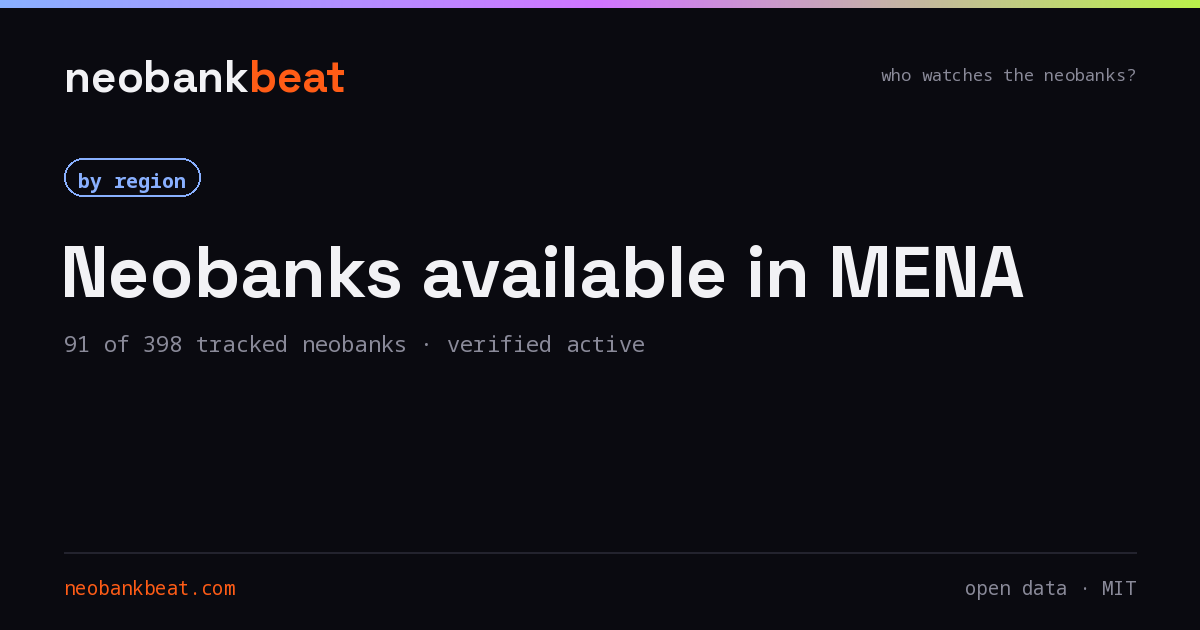 neobankbeat
who watches the neobanks?
by region
Neobanks available in MENA
91 of 398 tracked neobanks · verified active
neobankbeat.com
open data · MIT